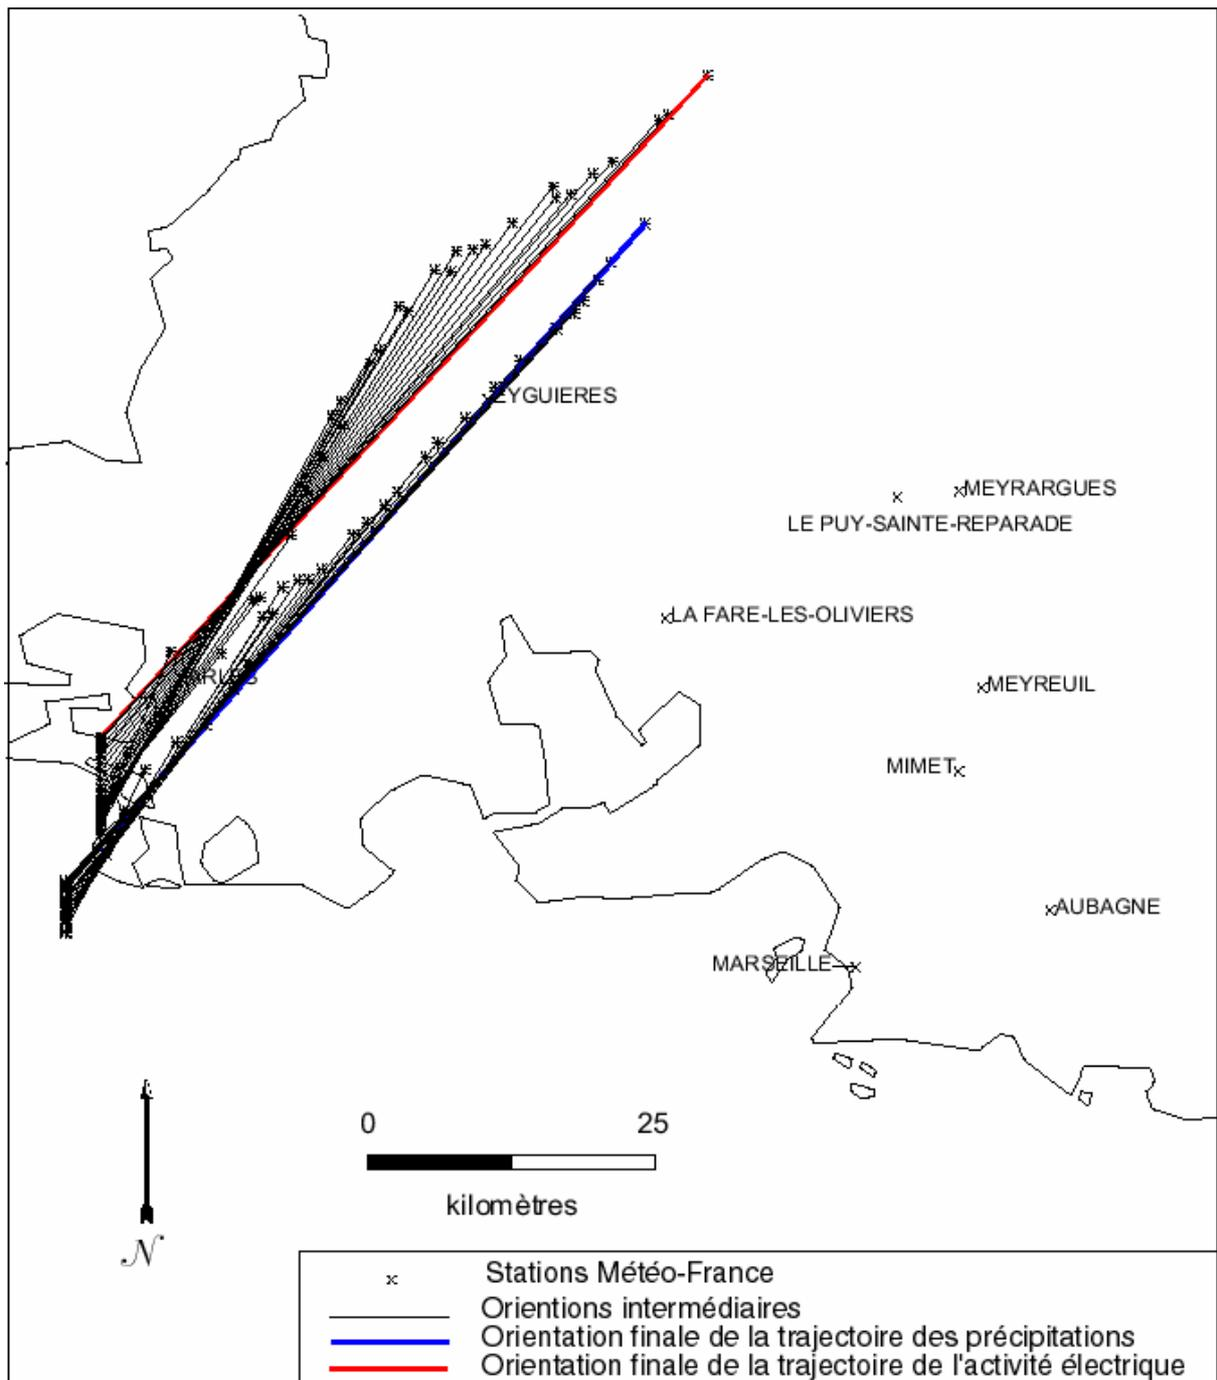 EYGUIERES
MEYRARGUES
LE PUY-SAINTE-REPARADE
LA FARE-LES-OLIVIERS
ARLES
MEYREUIL
MIMET
AUBAGNE
MARSEILLE
0 25
kilomètres
N
Stations Météo-France
Orientions intermédiaires
Orientation finale de la trajectoire des précipitations
Orientation finale de la trajectoire de l'activité électrique